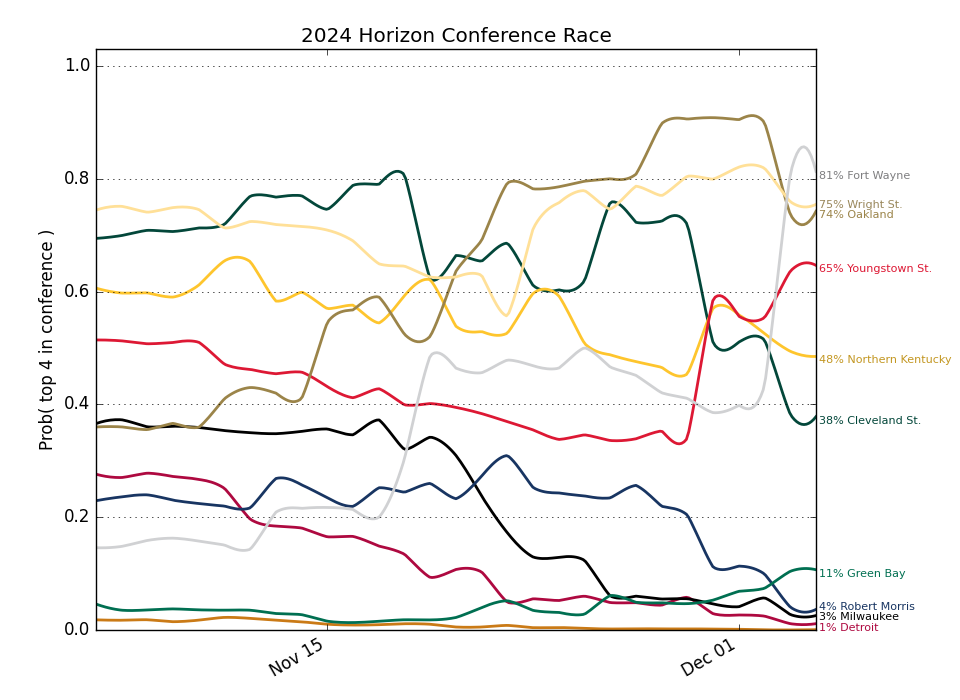 2024 Horizon Conference Race
Prob( top 4 in conference )
1.0
0.8
0.6
0.4
0.2
0.0
Nov 15
Dec 01
81% Fort Wayne
75% Wright St.
74% Oakland
65% Youngstown St.
48% Northern Kentucky
38% Cleveland St.
11% Green Bay
4% Robert Morris
3% Milwaukee
1% Detroit